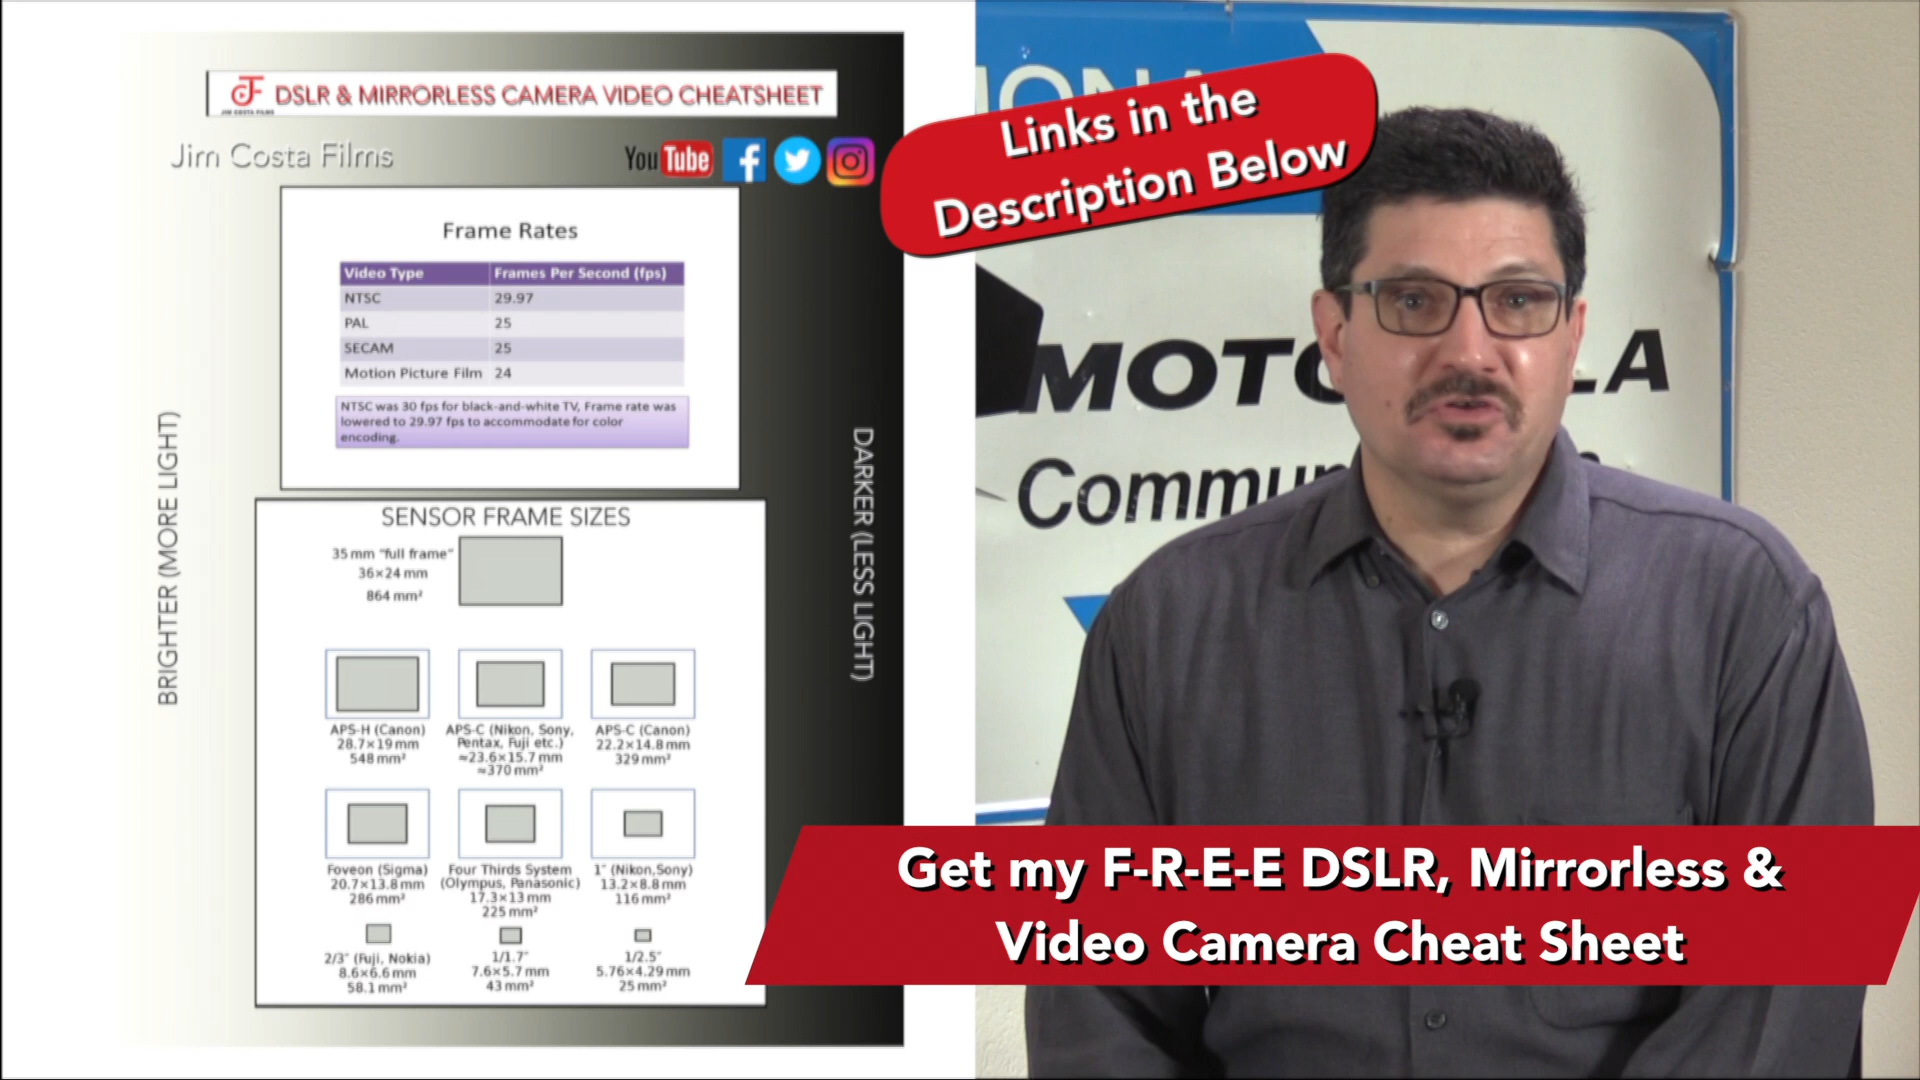 DSLR & MIRRORLESS CAMERA VIDEO CHEATSHEET
JIM COSTA FILMS
Jim Costa Films
YouTube
Frame Rates
Video Type Frames Per Second (fps)
NTSC 29.97
PAL 25
SECAM 25
Motion Picture Film 24
NTSC was 30 fps for black-and-white TV, Frame rate was
lowered to 29.97 fps to accommodate for color
encoding.
BRIGHTER (MORE LIGHT)
DARKER (LESS LIGHT)
SENSOR FRAME SIZES
35 mm "full frame"
36×24 mm
864 mm²
APS-H (Canon)
28.7×19 mm
548 mm²
APS-C (Nikon, Sony,
Pentax, Fuji etc.)
≈23.6×15.7 mm
≈370 mm²
APS-C (Canon)
22.2×14.8 mm
329 mm²
Foveon (Sigma)
20.7×13.8 mm
286 mm²
Four Thirds System
(Olympus, Panasonic)
17.3×13 mm
225 mm²
1" (Nikon,Sony)
13.2×8.8 mm
116 mm²
2/3" (Fuji, Nokia)
8.6×6.6 mm
58.1 mm²
1/1.7"
7.6×5.7 mm
43 mm²
1/2.5"
5.76×4.29 mm
25 mm²
Links in the
Description Below
Get my F-R-E-E DSLR, Mirrorless &
Video Camera Cheat Sheet